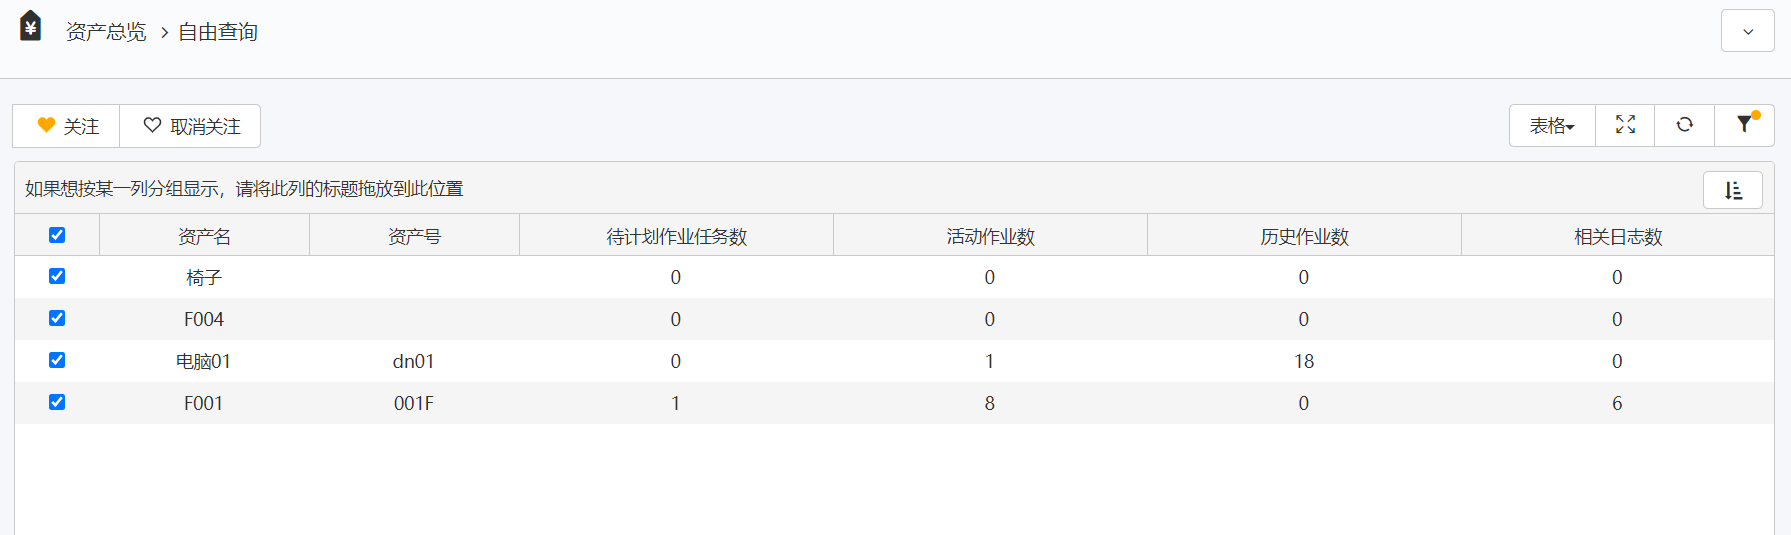 资产总览 > 自由查询
关注 取消关注 表格
如果想按某一列分组显示，请将此列的标题拖放到此位置
资产名 资产号 待计划作业任务数 活动作业数 历史作业数 相关日志数
椅子 0 0 0 0
F004 0 0 0 0
电脑01 dn01 0 1 18 0
F001 001F 1 8 0 6